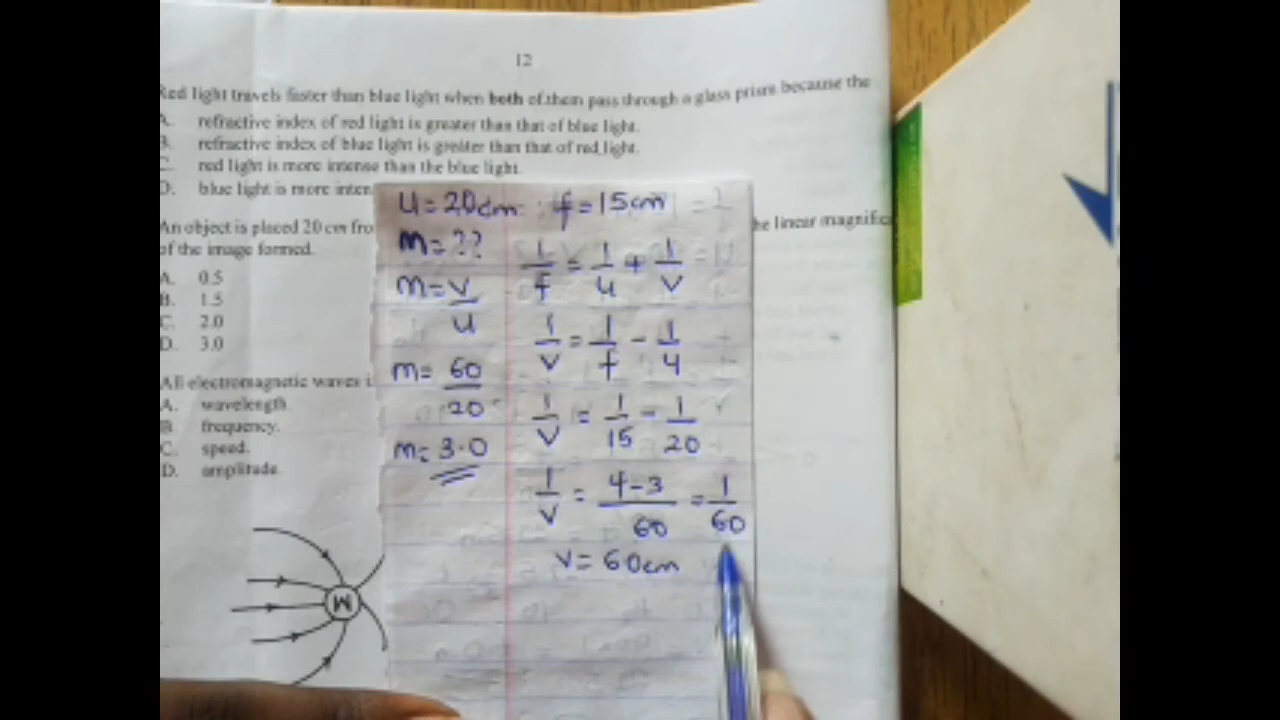 12
Red light travels faster than blue light when both of them pass through a glass prism because the
A. refractive index of red light is greater than that of blue light.
B. refractive index of blue light is greater than that of red light.
C. red light is more intense than the blue light.
D. blue light is more inten
An object is placed 20 cm fro he linear magnific
of the image formed.
A. 0.5
B. 1.5
C. 2.0
D. 3.0
All electromagnetic waves
A. wavelength
B. frequency.
C. speed.
D. amplitude.
M
u = 20cm f = 15cm
m = ??
1/f = 1/u + 1/v
m = v/u
1/v = 1/f - 1/4
m = 60/20
1/v = 1/15 - 1/20
m = 3.0
1/v = 4-3/60 = 1/60
v = 60cm